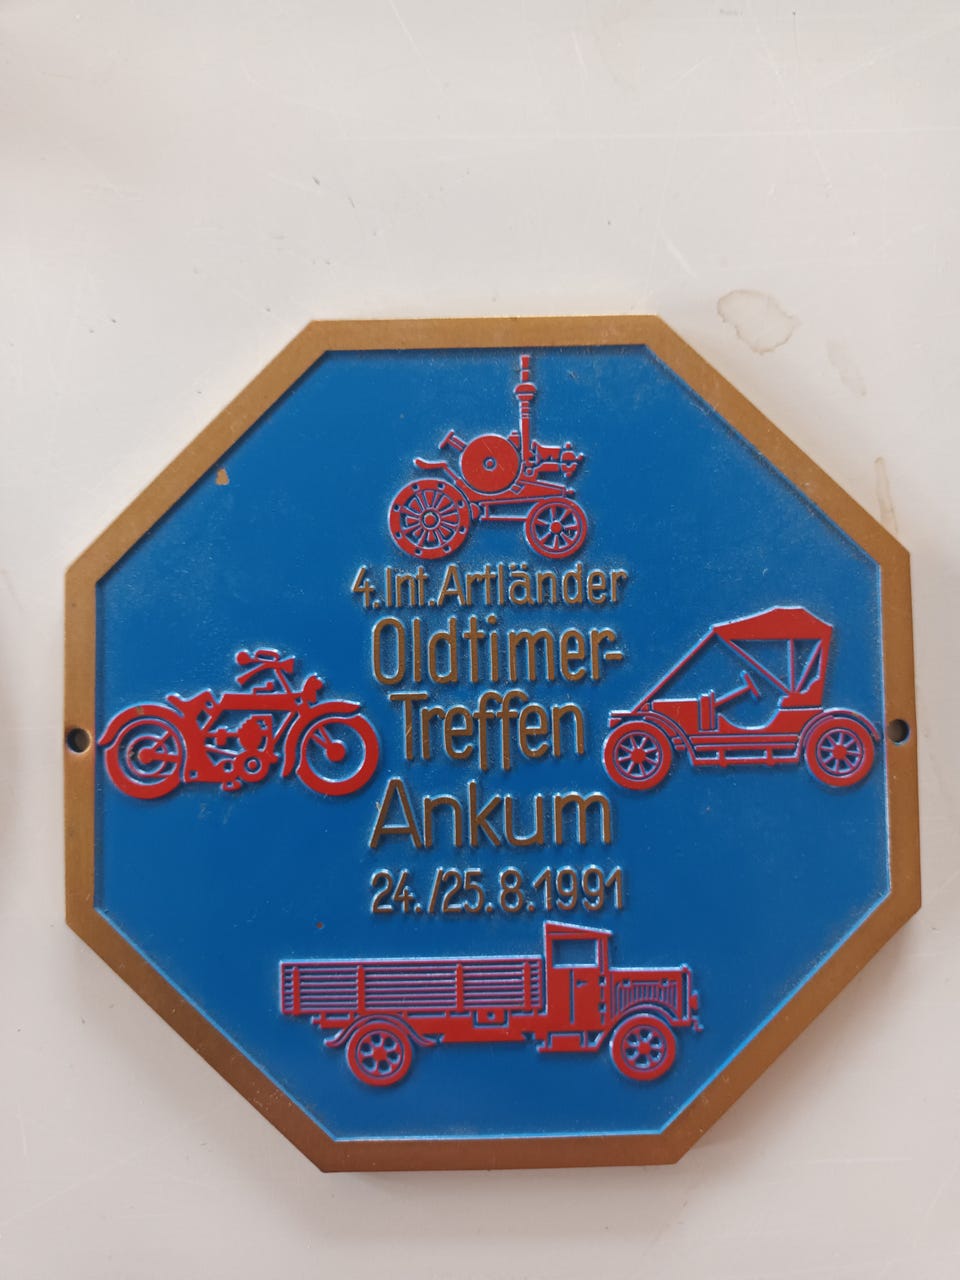 4.Int.Artländer
Oldtimer-
Treffen
Ankum
24./25.8.1991